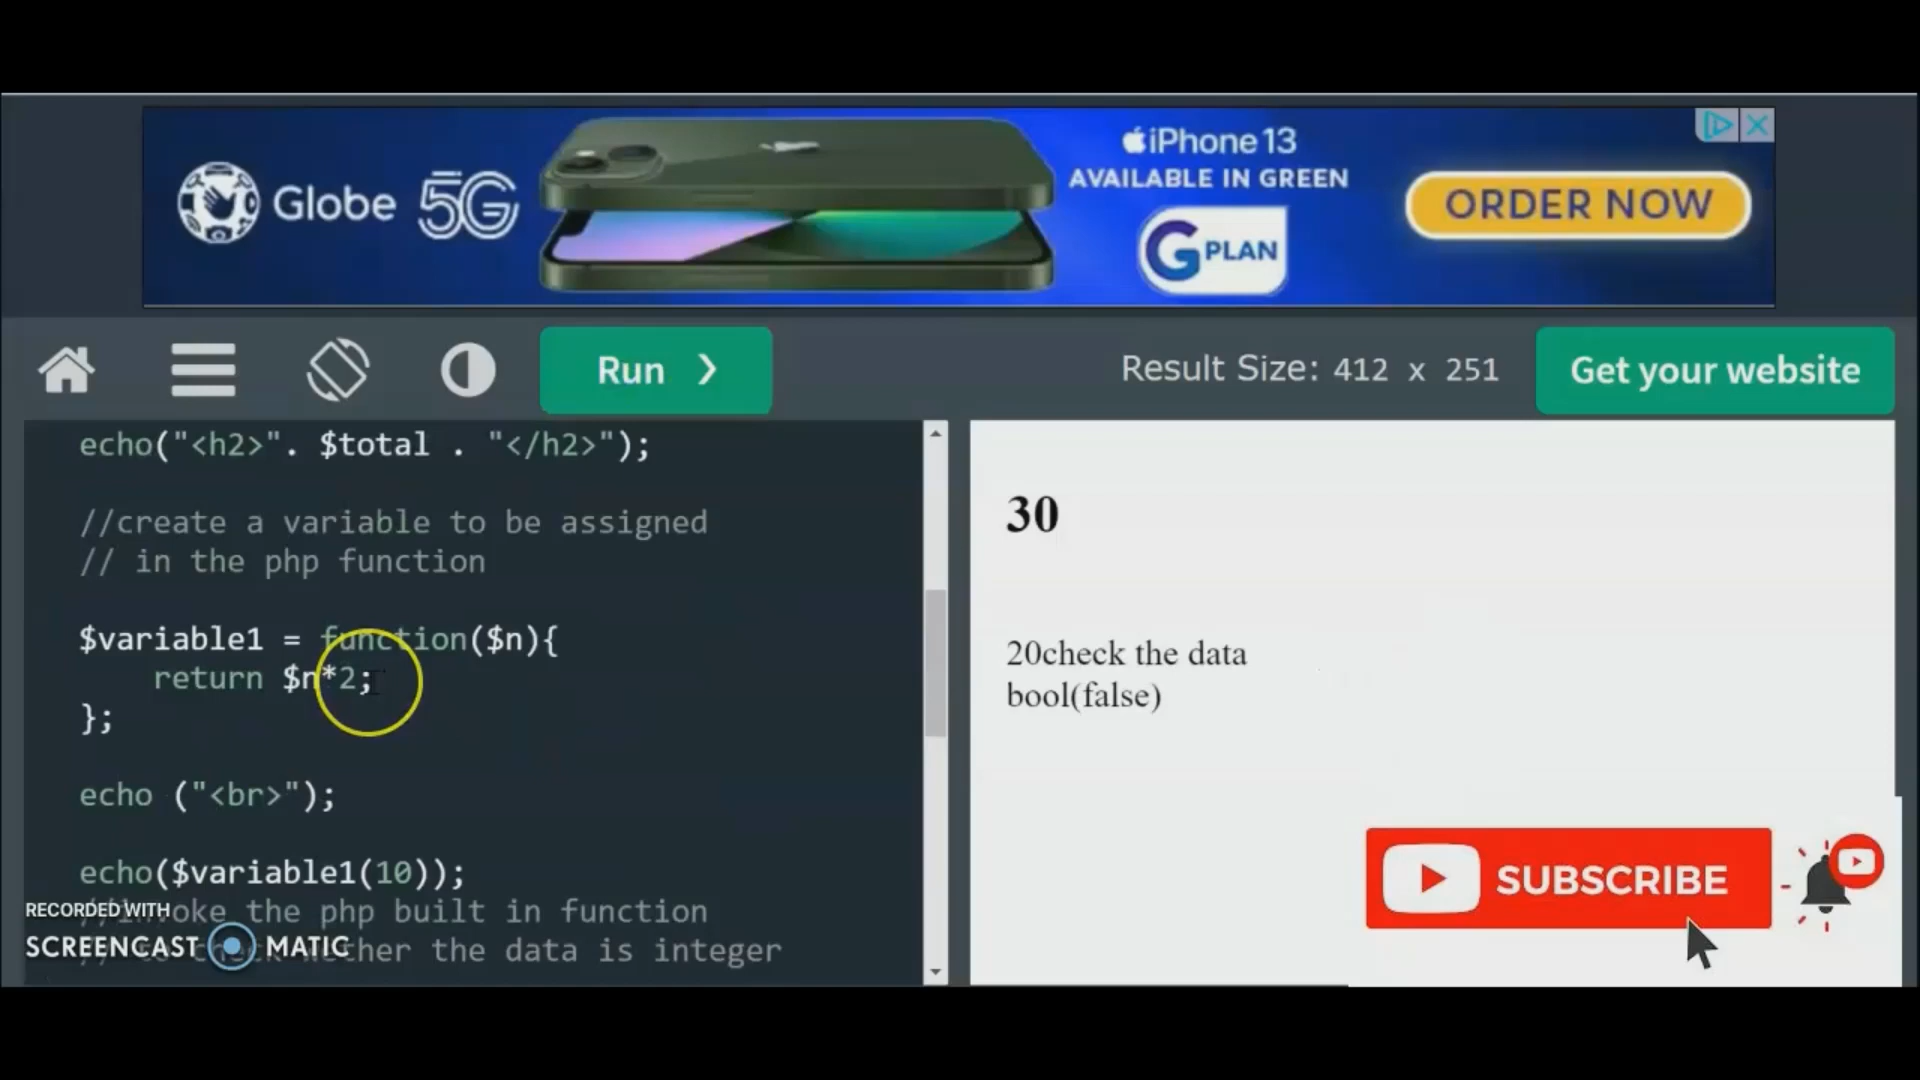 Globe 5G
iPhone 13
AVAILABLE IN GREEN
G PLAN
ORDER NOW
Run
Result Size: 412 x 251
Get your website
echo("<h2>". $total . "</h2>");
//create a variable to be assigned
// in the php function
$variable1 = function($n){
return $n*2;
};
echo ("<br>");
echo($variable1(10));
oke the php built in function
ther the data is integer
RECORDED WITH
SCREENCAST MATIC
30
20check the data
bool(false)
SUBSCRIBE